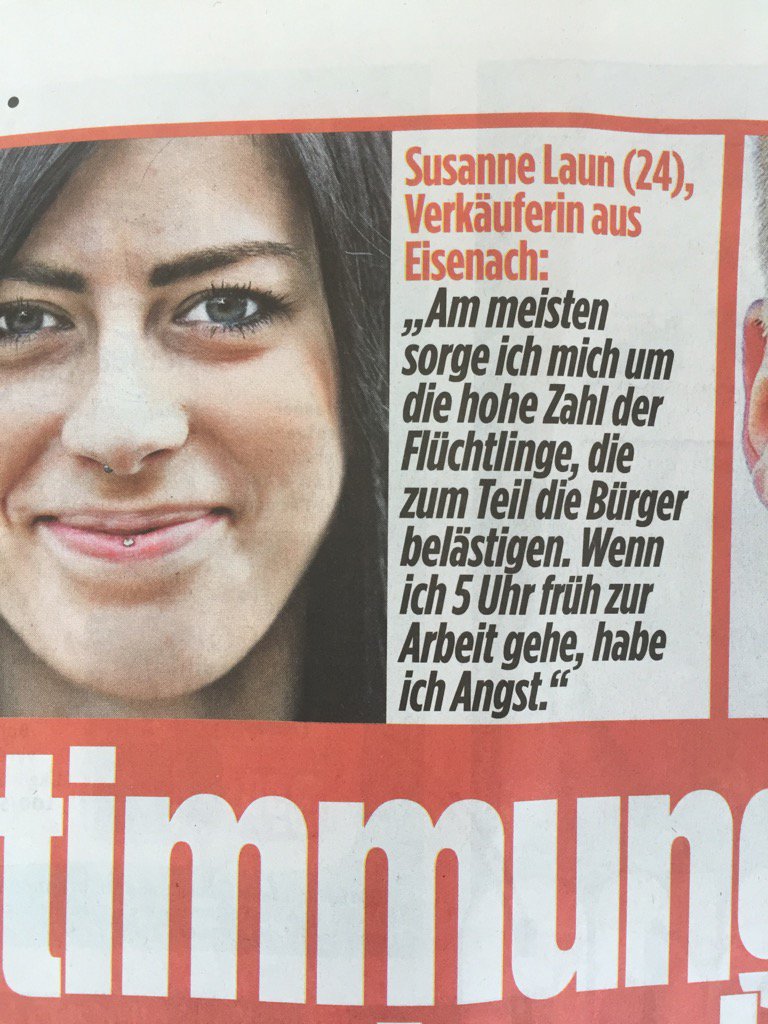 Susanne Laun (24),
Verkäuferin aus
Eisenach:
„Am meisten
sorge ich mich um
die hohe Zahl der
Flüchtlinge, die
zum Teil die Bürger
belästigen. Wenn
ich 5 Uhr früh zur
Arbeit gehe, habe
ich Angst.“
timmung